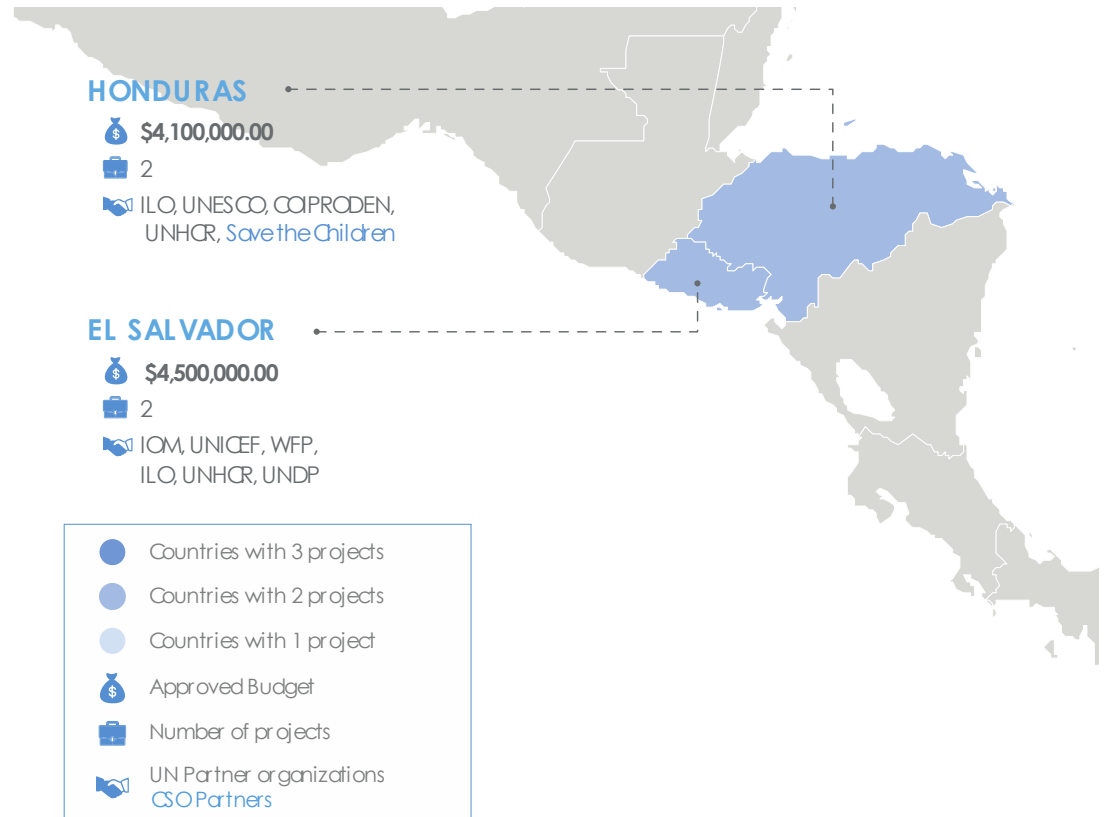 HONDURAS
$4,100,000.00
2
ILO, UNESCO, COIPRODEN,
UNHCR, Save the Children
EL SALVADOR
$4,500,000.00
2
IOM, UNICEF, WFP,
ILO, UNHCR, UNDP
Countries with 3 projects
Countries with 2 projects
Countries with 1 project
$ Approved Budget
Number of projects
UN Partner organizations
CSO Partners